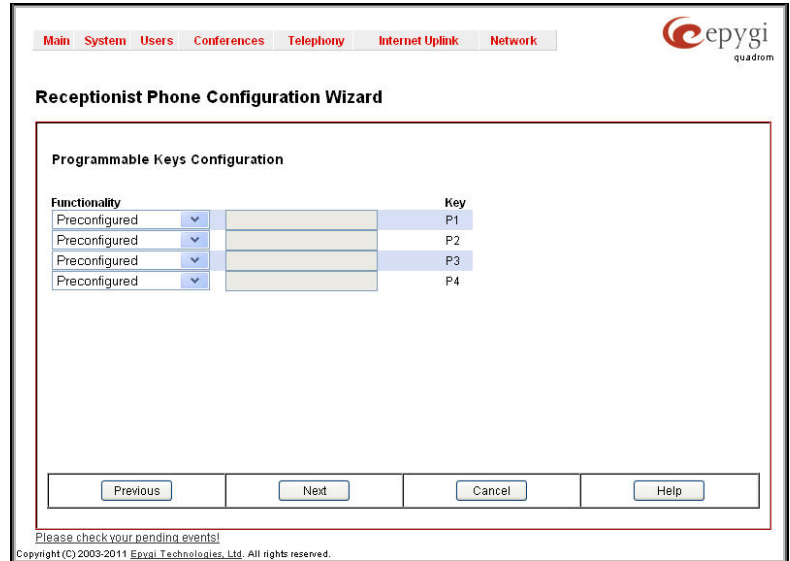 Main System Users Conferences Telephony Internet Uplink Network
epygi
quadrom
Receptionist Phone Configuration Wizard
Programmable Keys Configuration
Functionality Key
Preconfigured P1
Preconfigured P2
Preconfigured P3
Preconfigured P4
Previous Next Cancel Help
Please check your pending events!
Copyright (C) 2003-2011 Epygi Technologies, Ltd. All rights reserved.